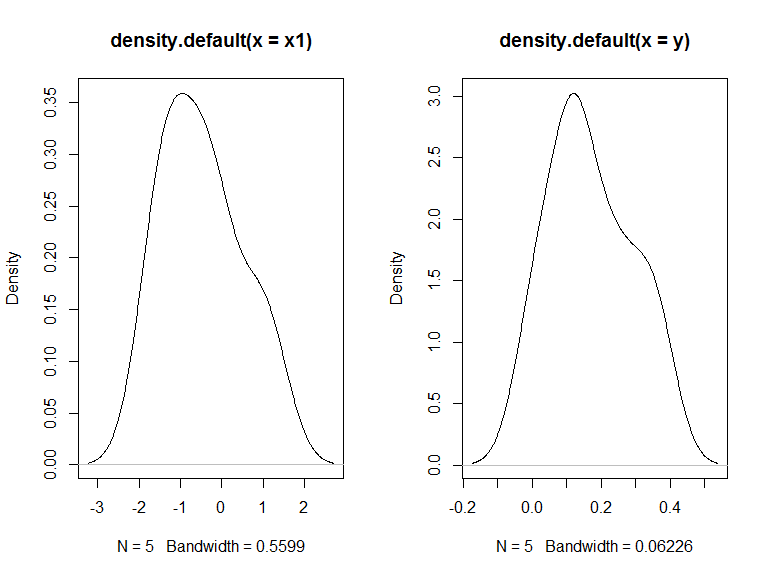 density.default(x = x1)
Density
0.00 0.05 0.10 0.15 0.20 0.25 0.30 0.35
-3 -2 -1 0 1 2
N = 5 Bandwidth = 0.5599
density.default(x = y)
Density
0.0 0.5 1.0 1.5 2.0 2.5 3.0
-0.2 0.0 0.2 0.4
N = 5 Bandwidth = 0.06226